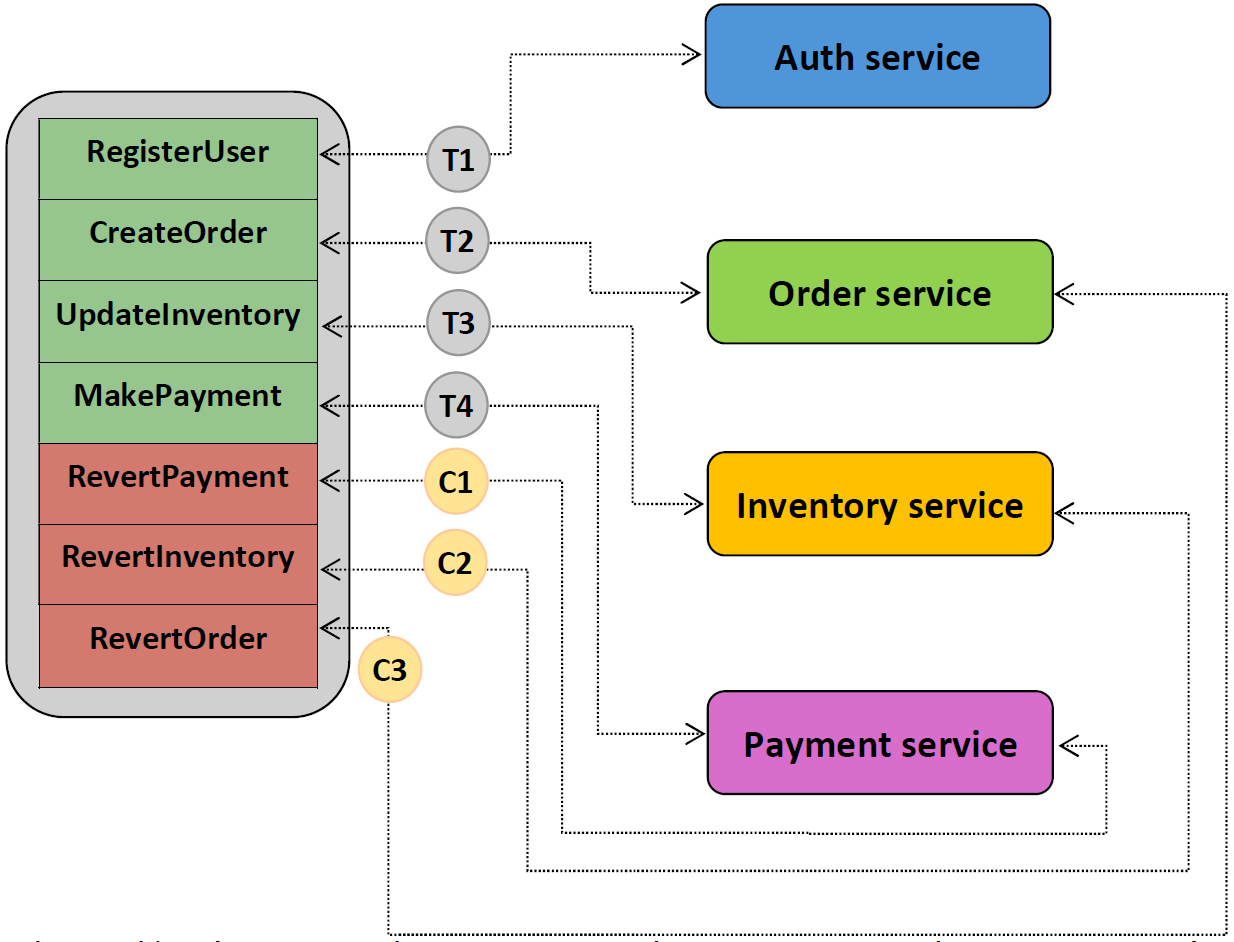 Auth service
RegisterUser
T1
CreateOrder
T2
Order service
UpdateInventory
T3
MakePayment
T4
RevertPayment
C1
Inventory service
RevertInventory
C2
RevertOrder
C3
Payment service